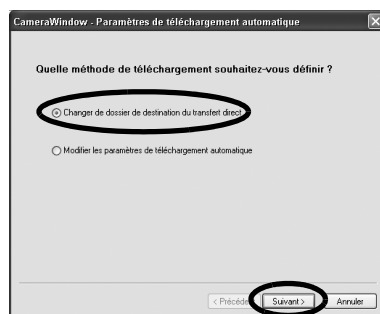 CameraWindow - Paramètres de téléchargement automatique
Quelle méthode de téléchargement souhaitez-vous définir ?
Changer de dossier de destination du transfert direct
Modifier les paramètres de téléchargement automatique
< Précéde Suivant > Annuler